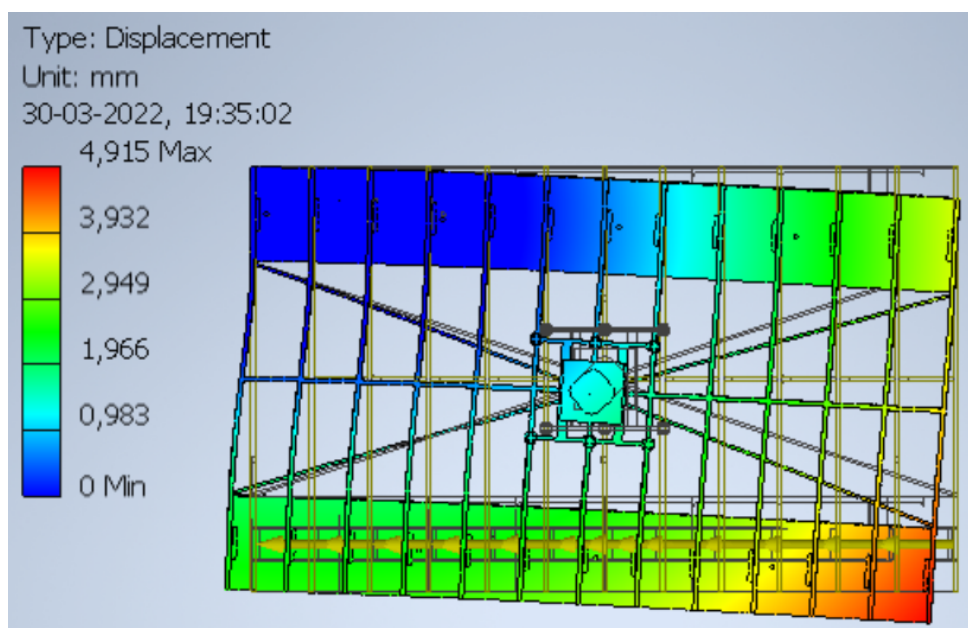 Type: Displacement
Unit: mm
30-03-2022, 19:35:02
4,915 Max
3,932
2,949
1,966
0,983
0 Min